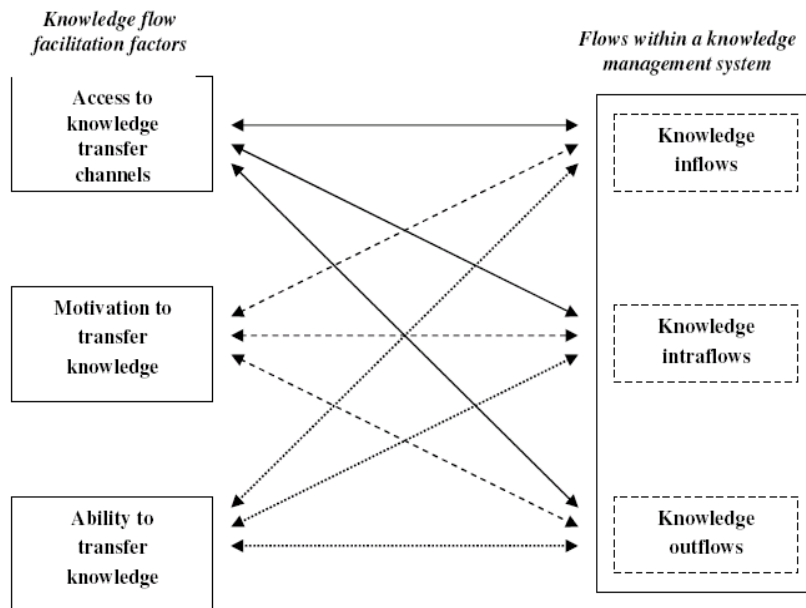 Knowledge flow
facilitation factors
Access to
knowledge
transfer
channels
Motivation to
transfer
knowledge
Ability to
transfer
knowledge
Flows within a knowledge
management system
Knowledge
inflows
Knowledge
intraflows
Knowledge
outflows